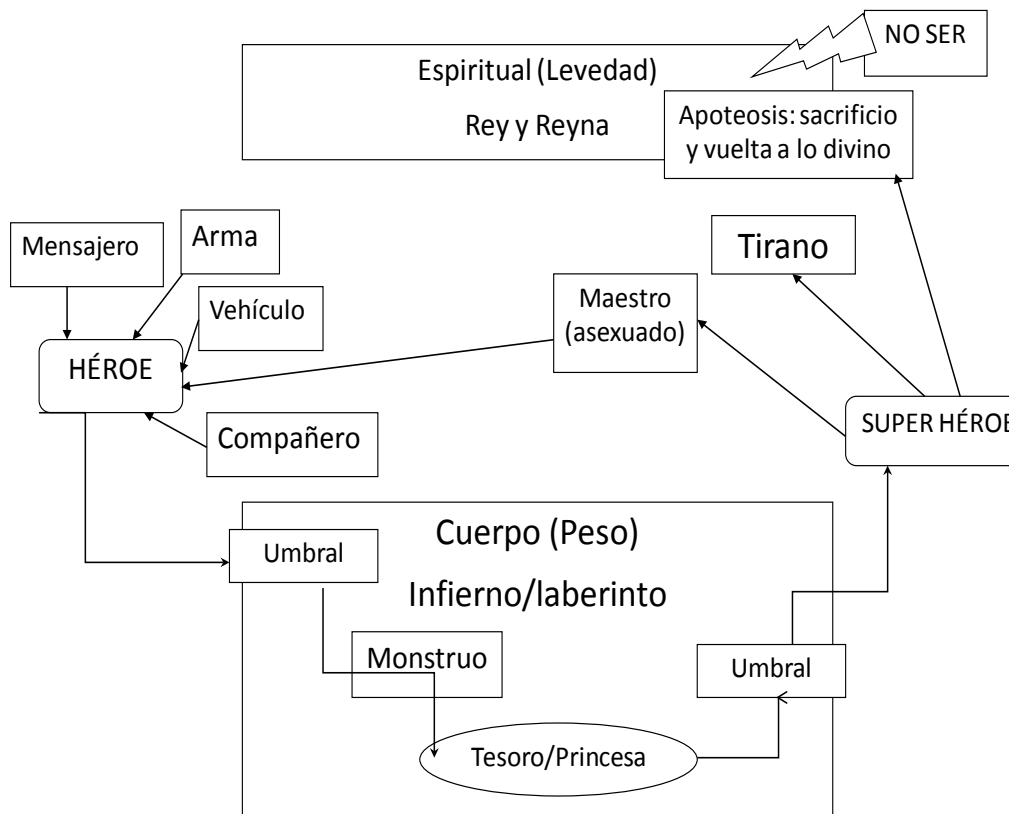 NO SER
Espiritual (Levedad)
Rey y Reyna
Apoteosis: sacrificio
y vuelta a lo divino
Mensajero
Arma
Vehículo
HÉROE
Compañero
Maestro
(asexuado)
Tirano
SUPER HÉROE
Cuerpo (Peso)
Infierno/laberinto
Umbral
Monstruo
Umbral
Tesoro/Princesa